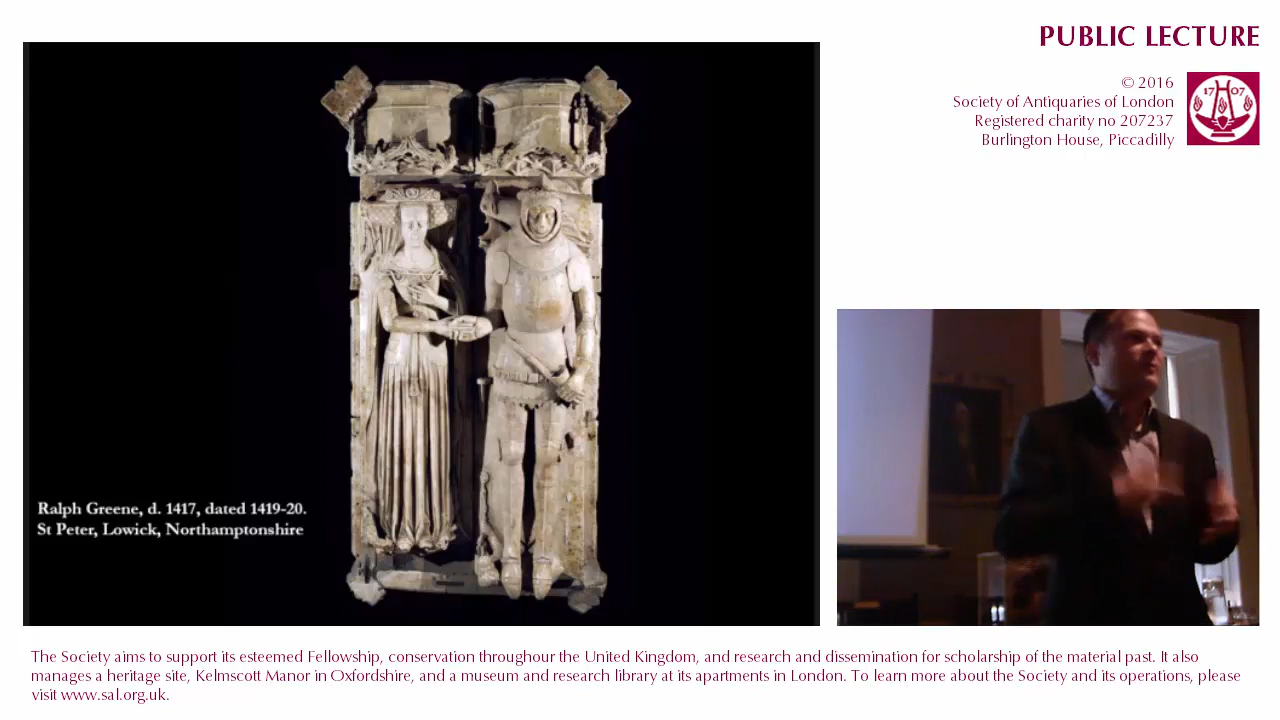 PUBLIC LECTURE
© 2016
Society of Antiquaries of London
Registered charity no 207237
Burlington House, Piccadilly
17 07
Ralph Greene, d. 1417, dated 1419-20.
St Peter, Lowick, Northamptonshire
The Society aims to support its esteemed Fellowship, conservation throughour the United Kingdom, and research and dissemination for scholarship of the material past. It also
manages a heritage site, Kelmscott Manor in Oxfordshire, and a museum and research library at its apartments in London. To learn more about the Society and its operations, please
visit www.sal.org.uk.